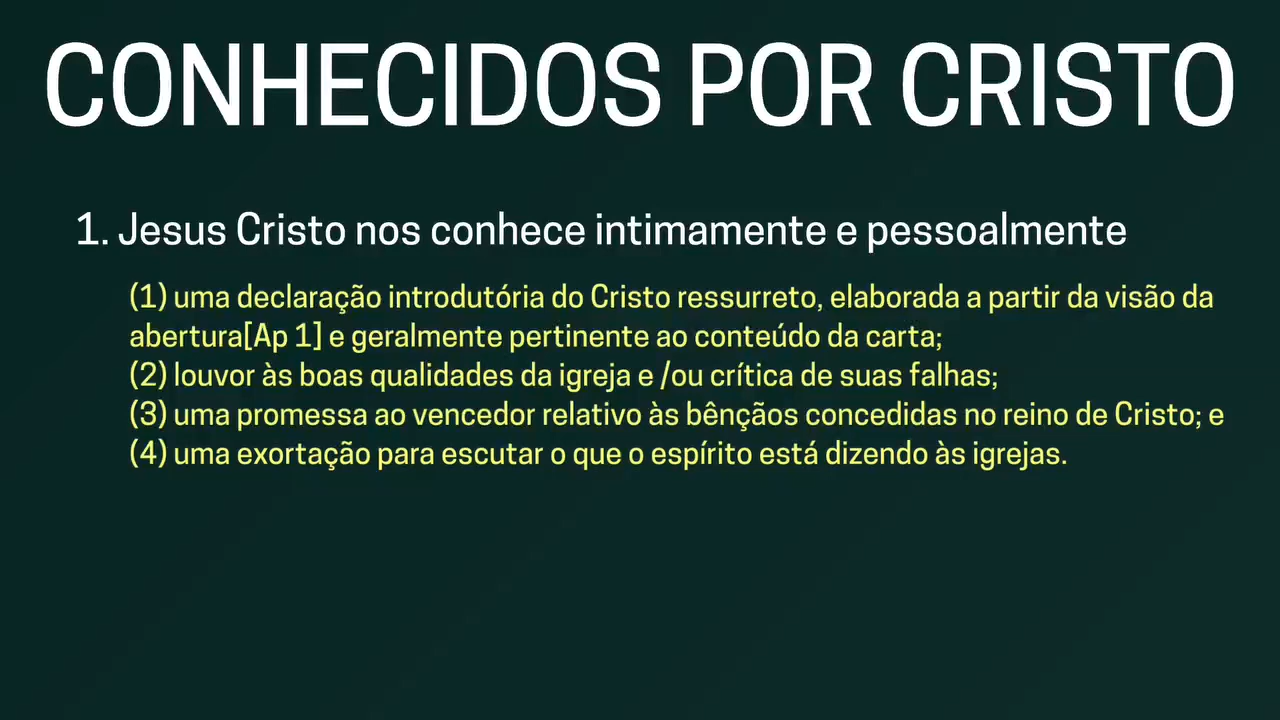 CONHECIDOS POR CRISTO
1. Jesus Cristo nos conhece intimamente e pessoalmente
(1) uma declaração introdutória do Cristo ressurreto, elaborada a partir da visão da
abertura[Ap 1] e geralmente pertinente ao conteúdo da carta;
(2) louvor às boas qualidades da igreja e /ou crítica de suas falhas;
(3) uma promessa ao vencedor relativo às bênçãos concedidas no reino de Cristo; e
(4) uma exortação para escutar o que o espírito está dizendo às igrejas.